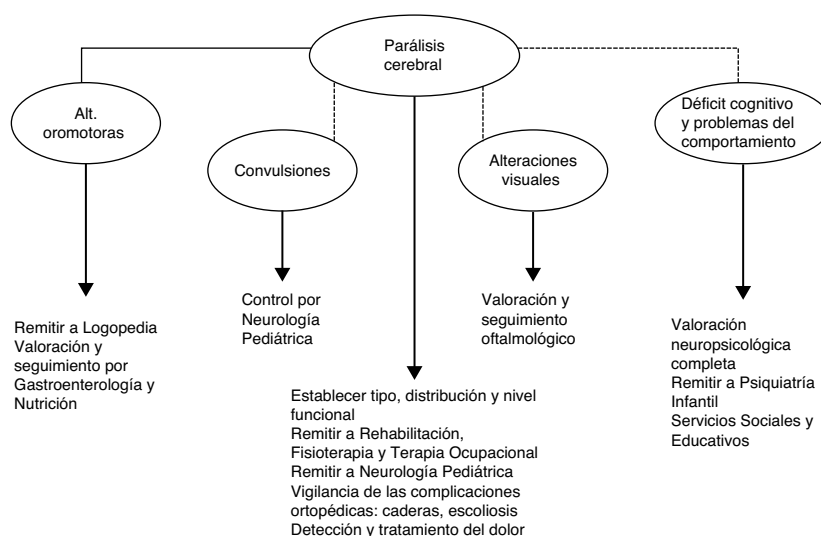 Parálisis
cerebral
Alt.
oromotoras
Convulsiones
Alteraciones
visuales
Déficit cognitivo
y problemas del
comportamiento
Remitir a Logopedia
Valoración y
seguimiento por
Gastroenterología y
Nutrición
Control por
Neurología
Pediátrica
Establecer tipo, distribución y nivel
funcional
Remitir a Rehabilitación,
Fisioterapia y Terapia Ocupacional
Remitir a Neurología Pediátrica
Vigilancia de las complicaciones
ortopédicas: caderas, escoliosis
Detección y tratamiento del dolor
Valoración y
seguimiento
oftalmológico
Valoración
neuropsicológica
completa
Remitir a Psiquiatría
Infantil
Servicios Sociales y
Educativos